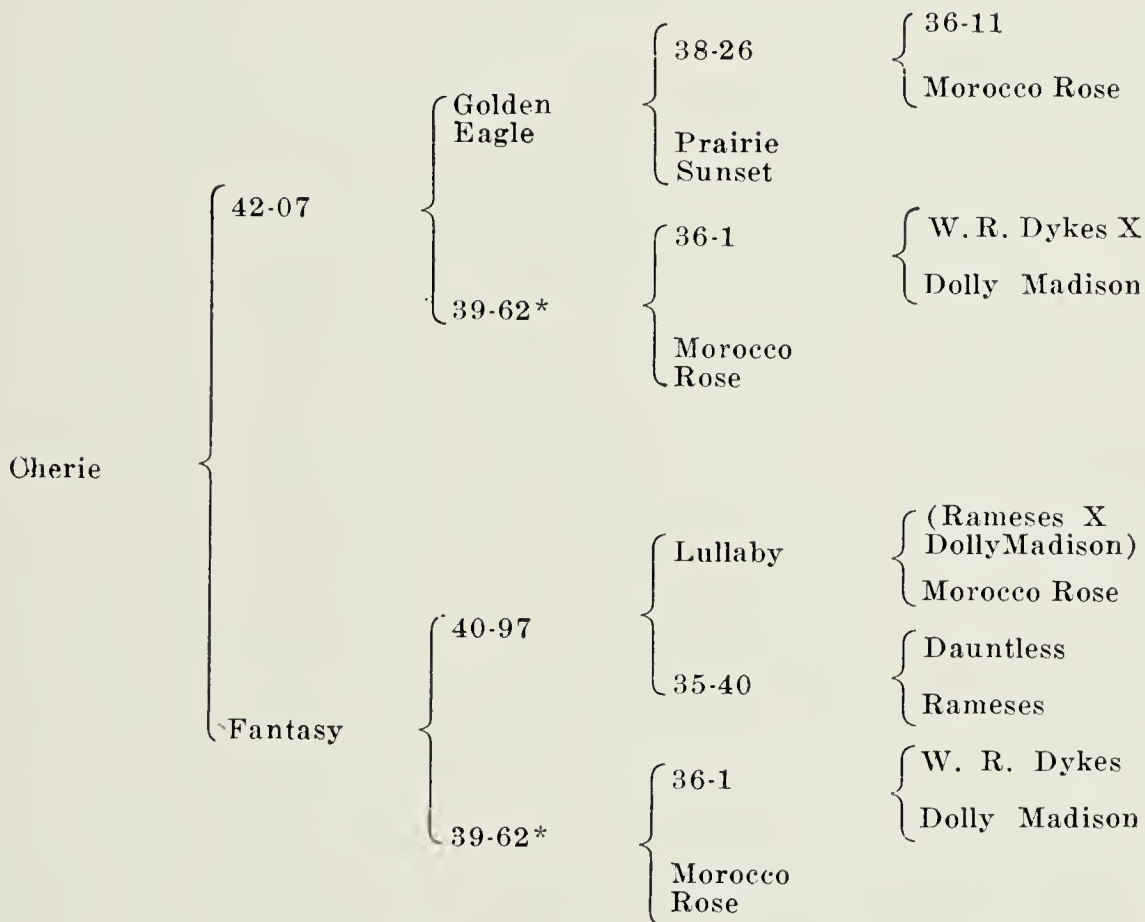 36-11
38-26
Morocco Rose
Golden
Eagle
Prairie
Sunset
42-07
36-1
W. R. Dykes X
Dolly Madison
39-62*
Morocco
Rose
Cherie
Lullaby
(Rameses X
DollyMadison)
Morocco Rose
40-97
Dauntless
35-40
Rameses
Fantasy
36-1
W. R. Dykes
Dolly Madison
39-62*
Morocco
Rose